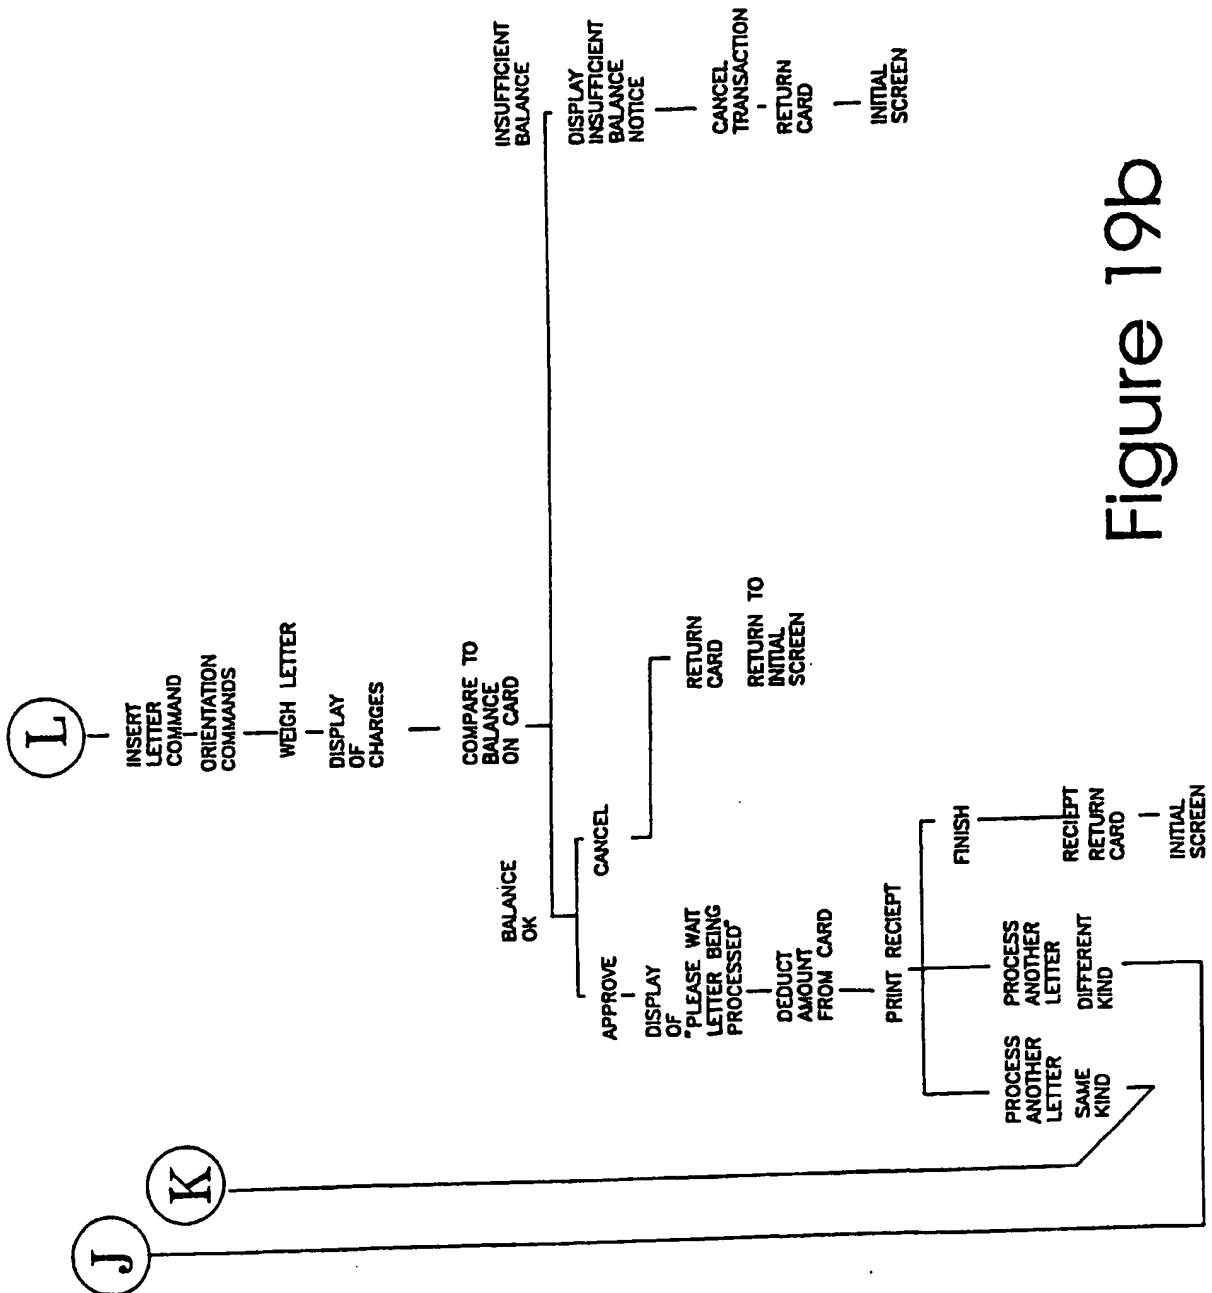 J
K
L
INSERT
LETTER
COMMAND
ORIENTATION
COMMANDS
WEIGH LETTER
DISPLAY
OF
CHARGES
COMPARE TO
BALANCE
ON CARD
BALANCE
OK
INSUFFICIENT
BALANCE
APPROVE
CANCEL
DISPLAY
INSUFFICIENT
BALANCE
NOTICE
DISPLAY
OF
"PLEASE WAIT
LETTER BEING
PROCESSED"
RETURN
CARD
RETURN TO
INITIAL
SCREEN
CANCEL
TRANSACTION
RETURN
CARD
INITIAL
SCREEN
DEDUCT
AMOUNT
FROM CARD
PRINT RECIEPT
PROCESS
ANOTHER
LETTER
SAME
KIND
PROCESS
ANOTHER
LETTER
DIFFERENT
KIND
FINISH
RECIEPT
RETURN
CARD
INITIAL
SCREEN
Figure 19b